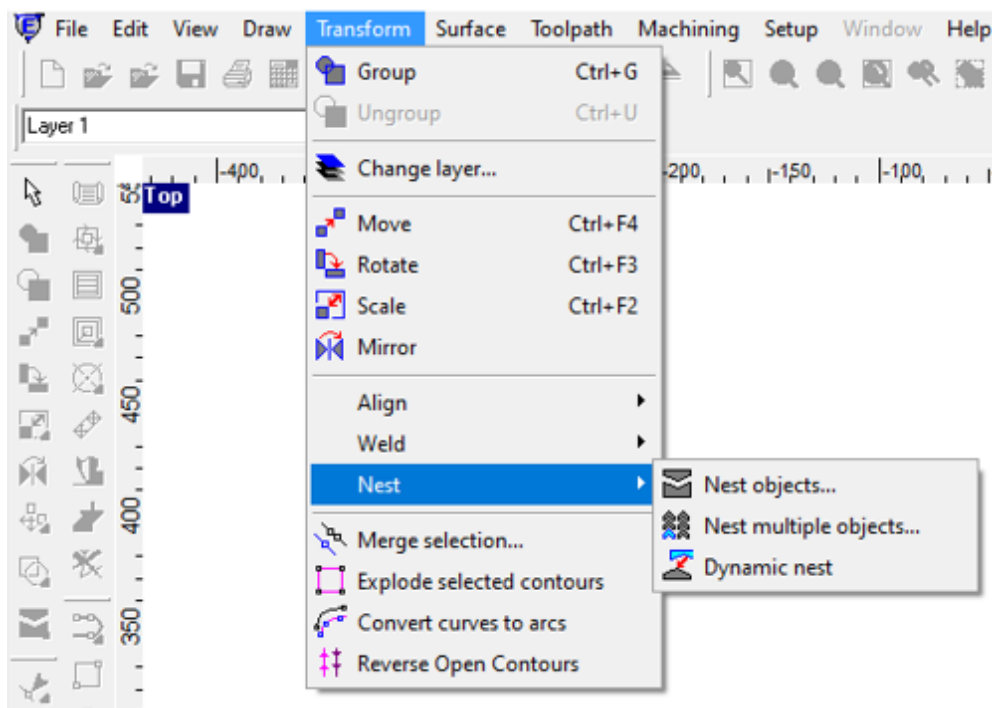 File Edit View Draw Transform Surface Toolpath Machining Setup Window Help
Layer 1
Group Ctrl+G
Ungroup Ctrl+U
Change layer...
Move Ctrl+F4
Rotate Ctrl+F3
Scale Ctrl+F2
Mirror
Align
Weld
Nest
Merge selection...
Explode selected contours
Convert curves to arcs
Reverse Open Contours
Nest objects...
Nest multiple objects...
Dynamic nest
-400 -200 -150 -100
Top
500
450
400
350